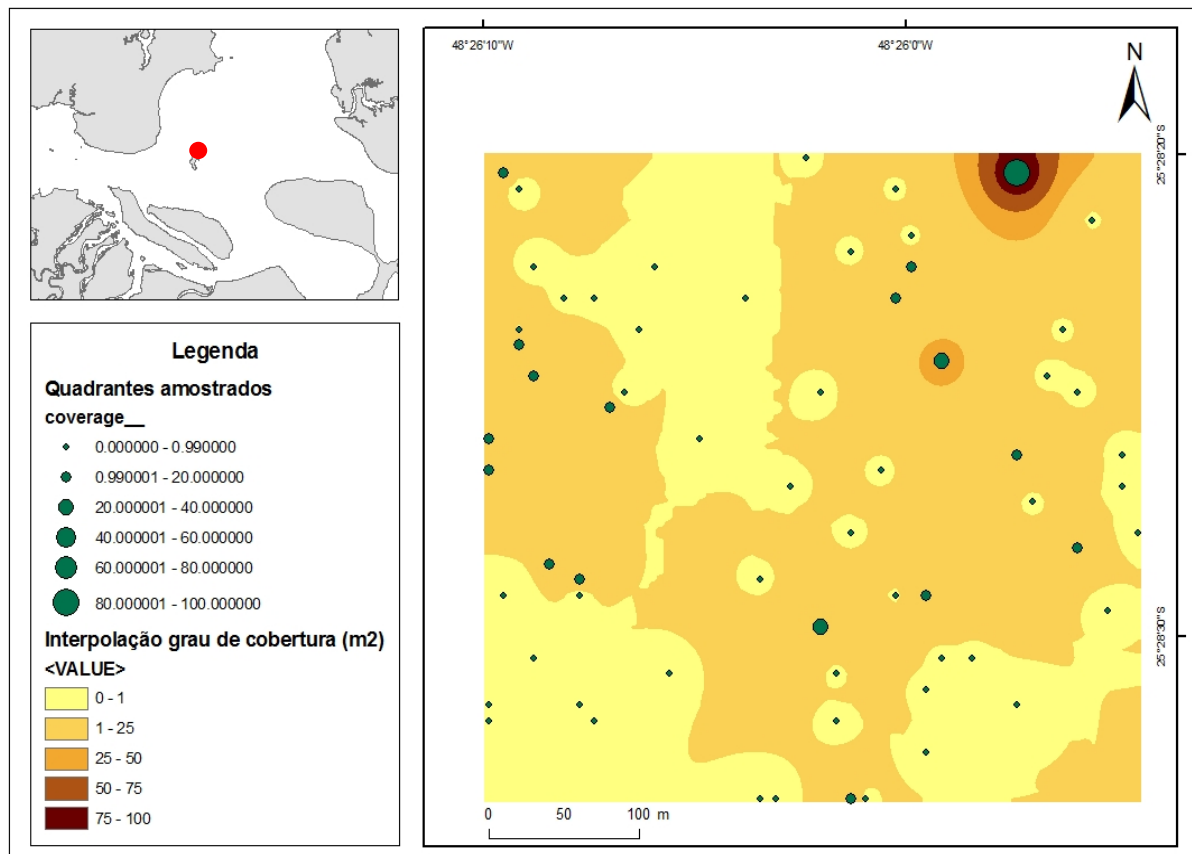 48°26'10"W
48°26'0"W
N
25°28'20"S
25°28'30"S
Legenda
Quadrantes amostrados
coverage__
0.000000 - 0.990000
0.990001 - 20.000000
20.000001 - 40.000000
40.000001 - 60.000000
60.000001 - 80.000000
80.000001 - 100.000000
Interpolação grau de cobertura (m2)
<VALUE>
0 - 1
1 - 25
25 - 50
50 - 75
75 - 100
0 50 100 m